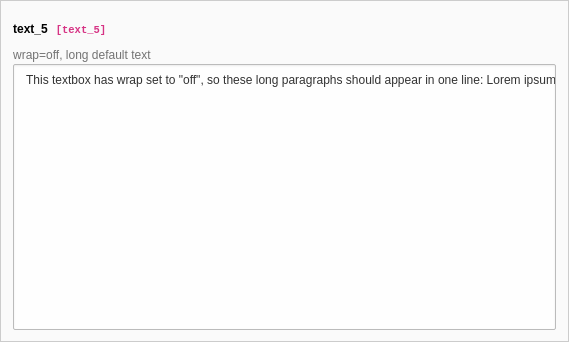 text_5 [text_5]
wrap=off, long default text
This textbox has wrap set to "off", so these long paragraphs should appear in one line: Lorem ipsum